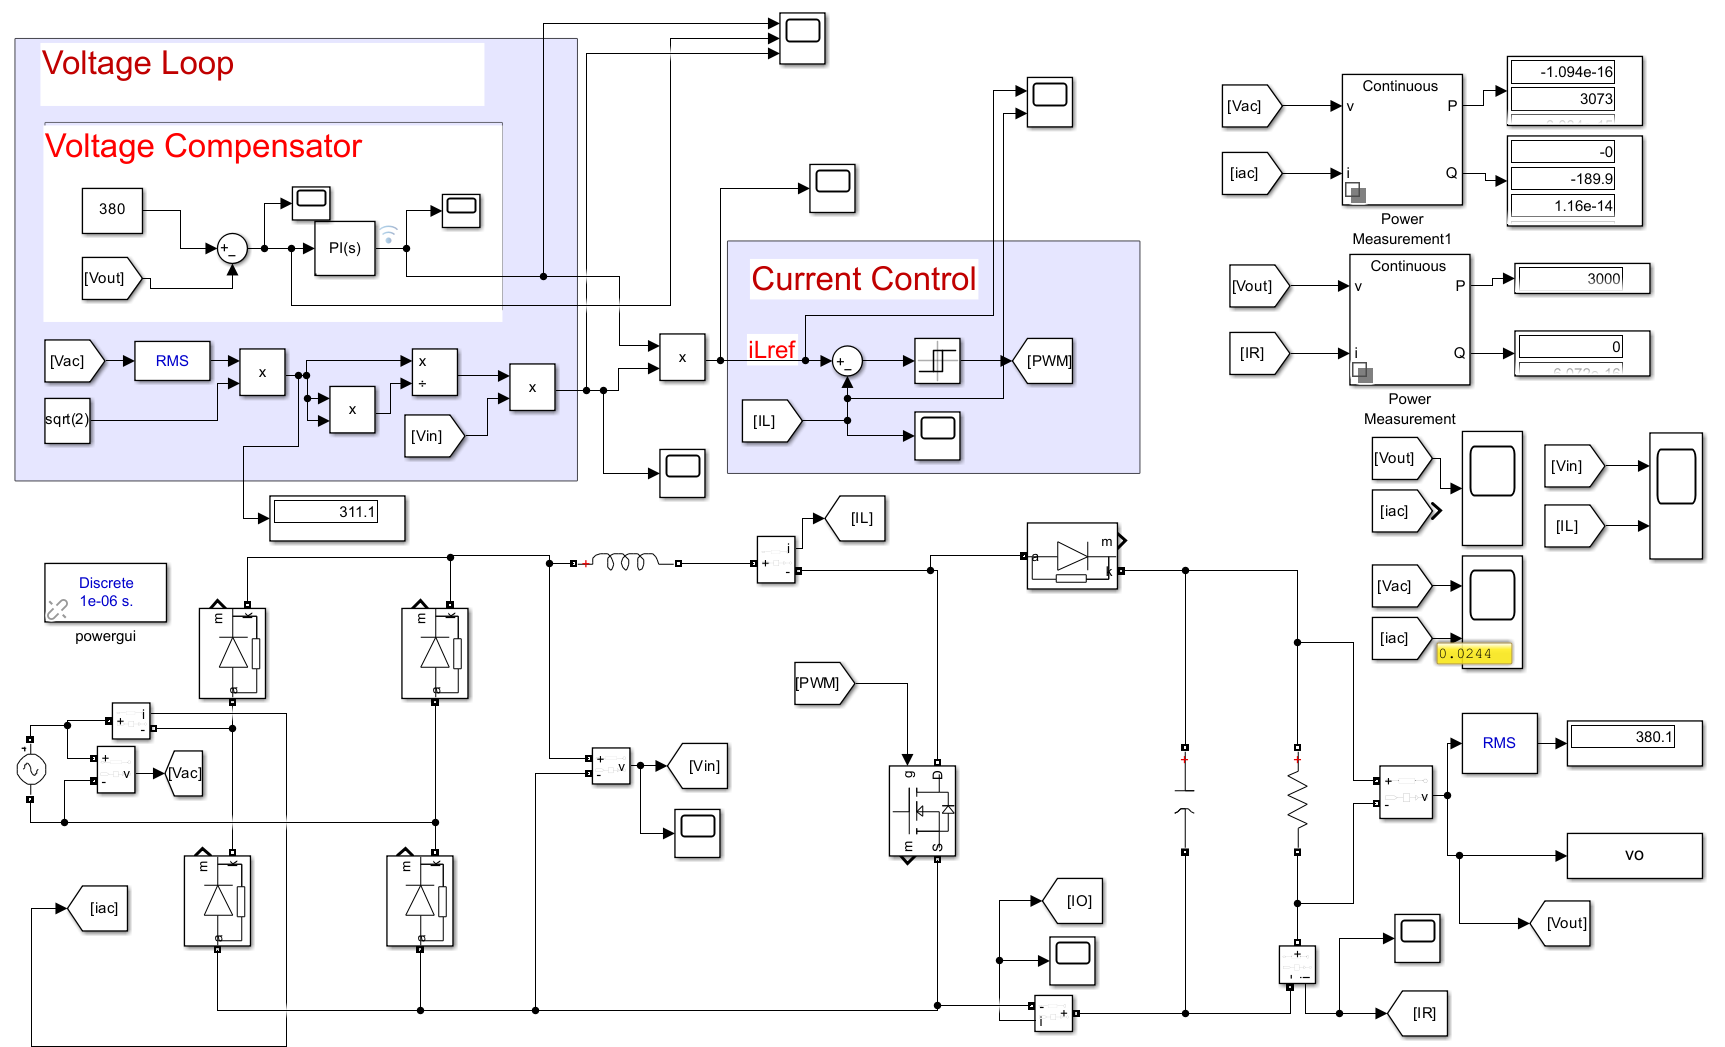 Voltage Loop
Voltage Compensator
380
[Vout]
+
−
PI(s)
[Vac]
RMS
sqrt(2)
x
x
x
÷
[Vin]
x
311.1
x
Current Control
iLref
+
−
[PWM]
[IL]
[Vac]
[iac]
Continuous
v
i
P
Q
Power
Measurement1
-1.094e-16
3073
-0
-189.9
1.16e-14
[Vout]
[IR]
Continuous
v
i
P
Q
Power
Measurement
3000
0
[Vout]
[iac]
[Vin]
[IL]
[Vac]
[iac]
0.0244
Discrete
1e-06 s.
powergui
m
k
a
m
k
a
+
i
-
+
-
v
[Vac]
m
k
a
m
k
a
[iac]
+
+
i
-
[IL]
a
m
k
+
-
v
[Vin]
[PWM]
g
D
m
S
+
+
+
-
v
RMS
380.1
vo
[Vout]
[IO]
-
i
+
+
-
i
[IR]